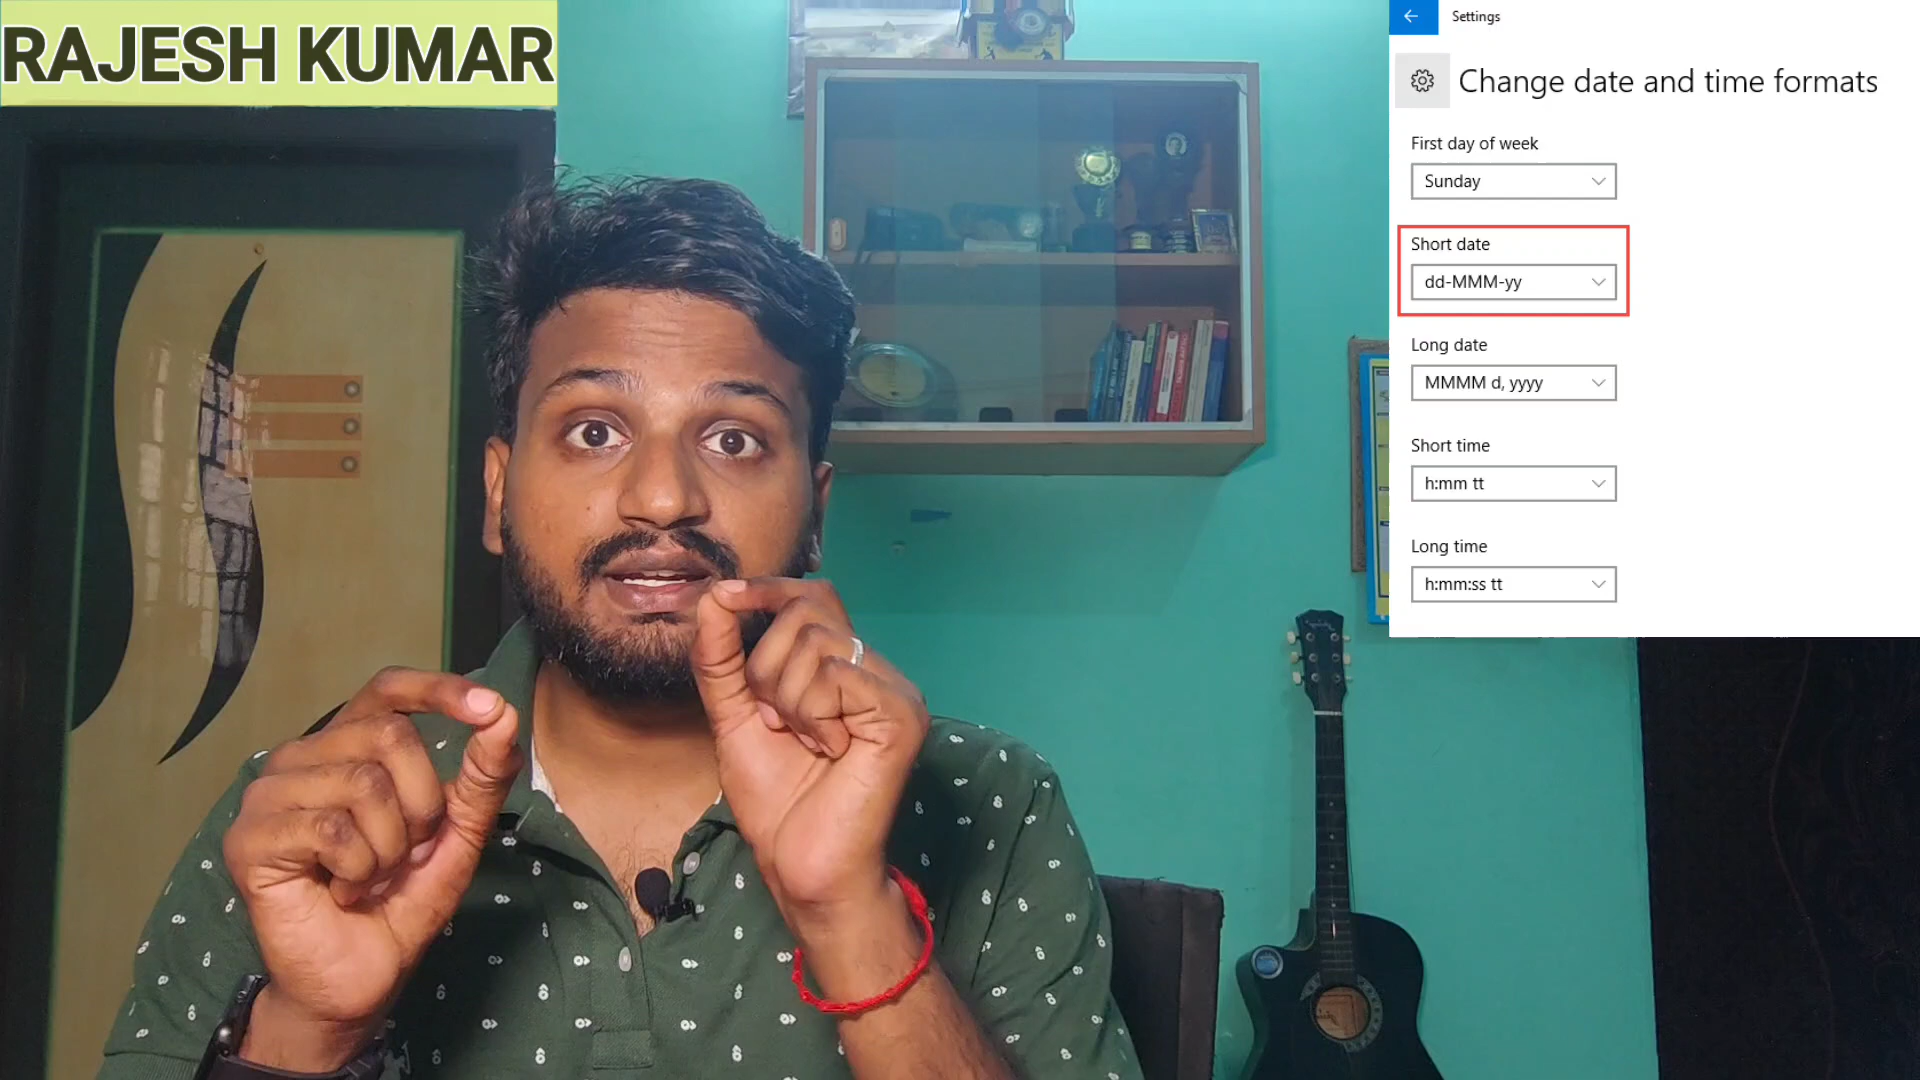 RAJESH KUMAR
Settings
Change date and time formats
First day of week
Sunday
Short date
dd-MMM-yy
Long date
MMMM d, yyyy
Short time
h:mm tt
Long time
h:mm:ss tt